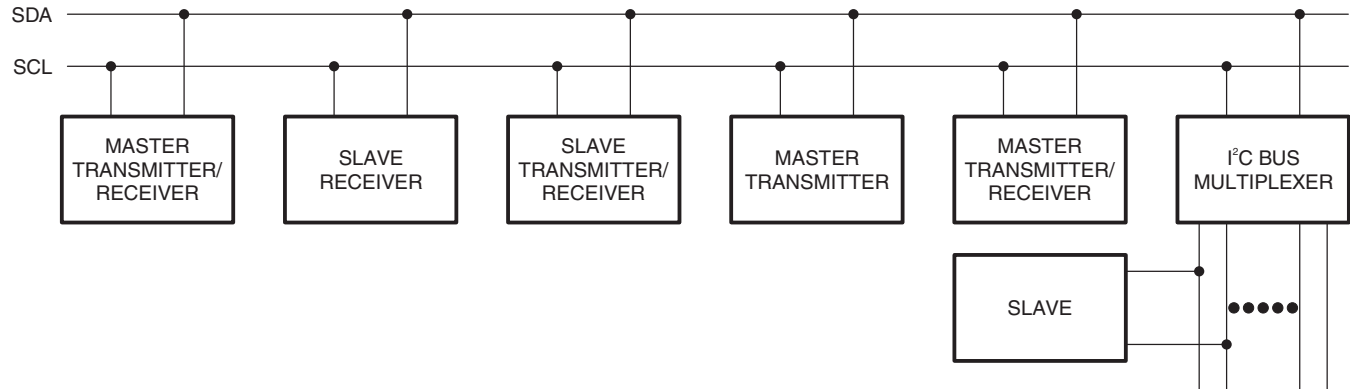 SDA
SCL
MASTER
TRANSMITTER/
RECEIVER
SLAVE
RECEIVER
SLAVE
TRANSMITTER/
RECEIVER
MASTER
TRANSMITTER
MASTER
TRANSMITTER/
RECEIVER
I²C BUS
MULTIPLEXER
SLAVE